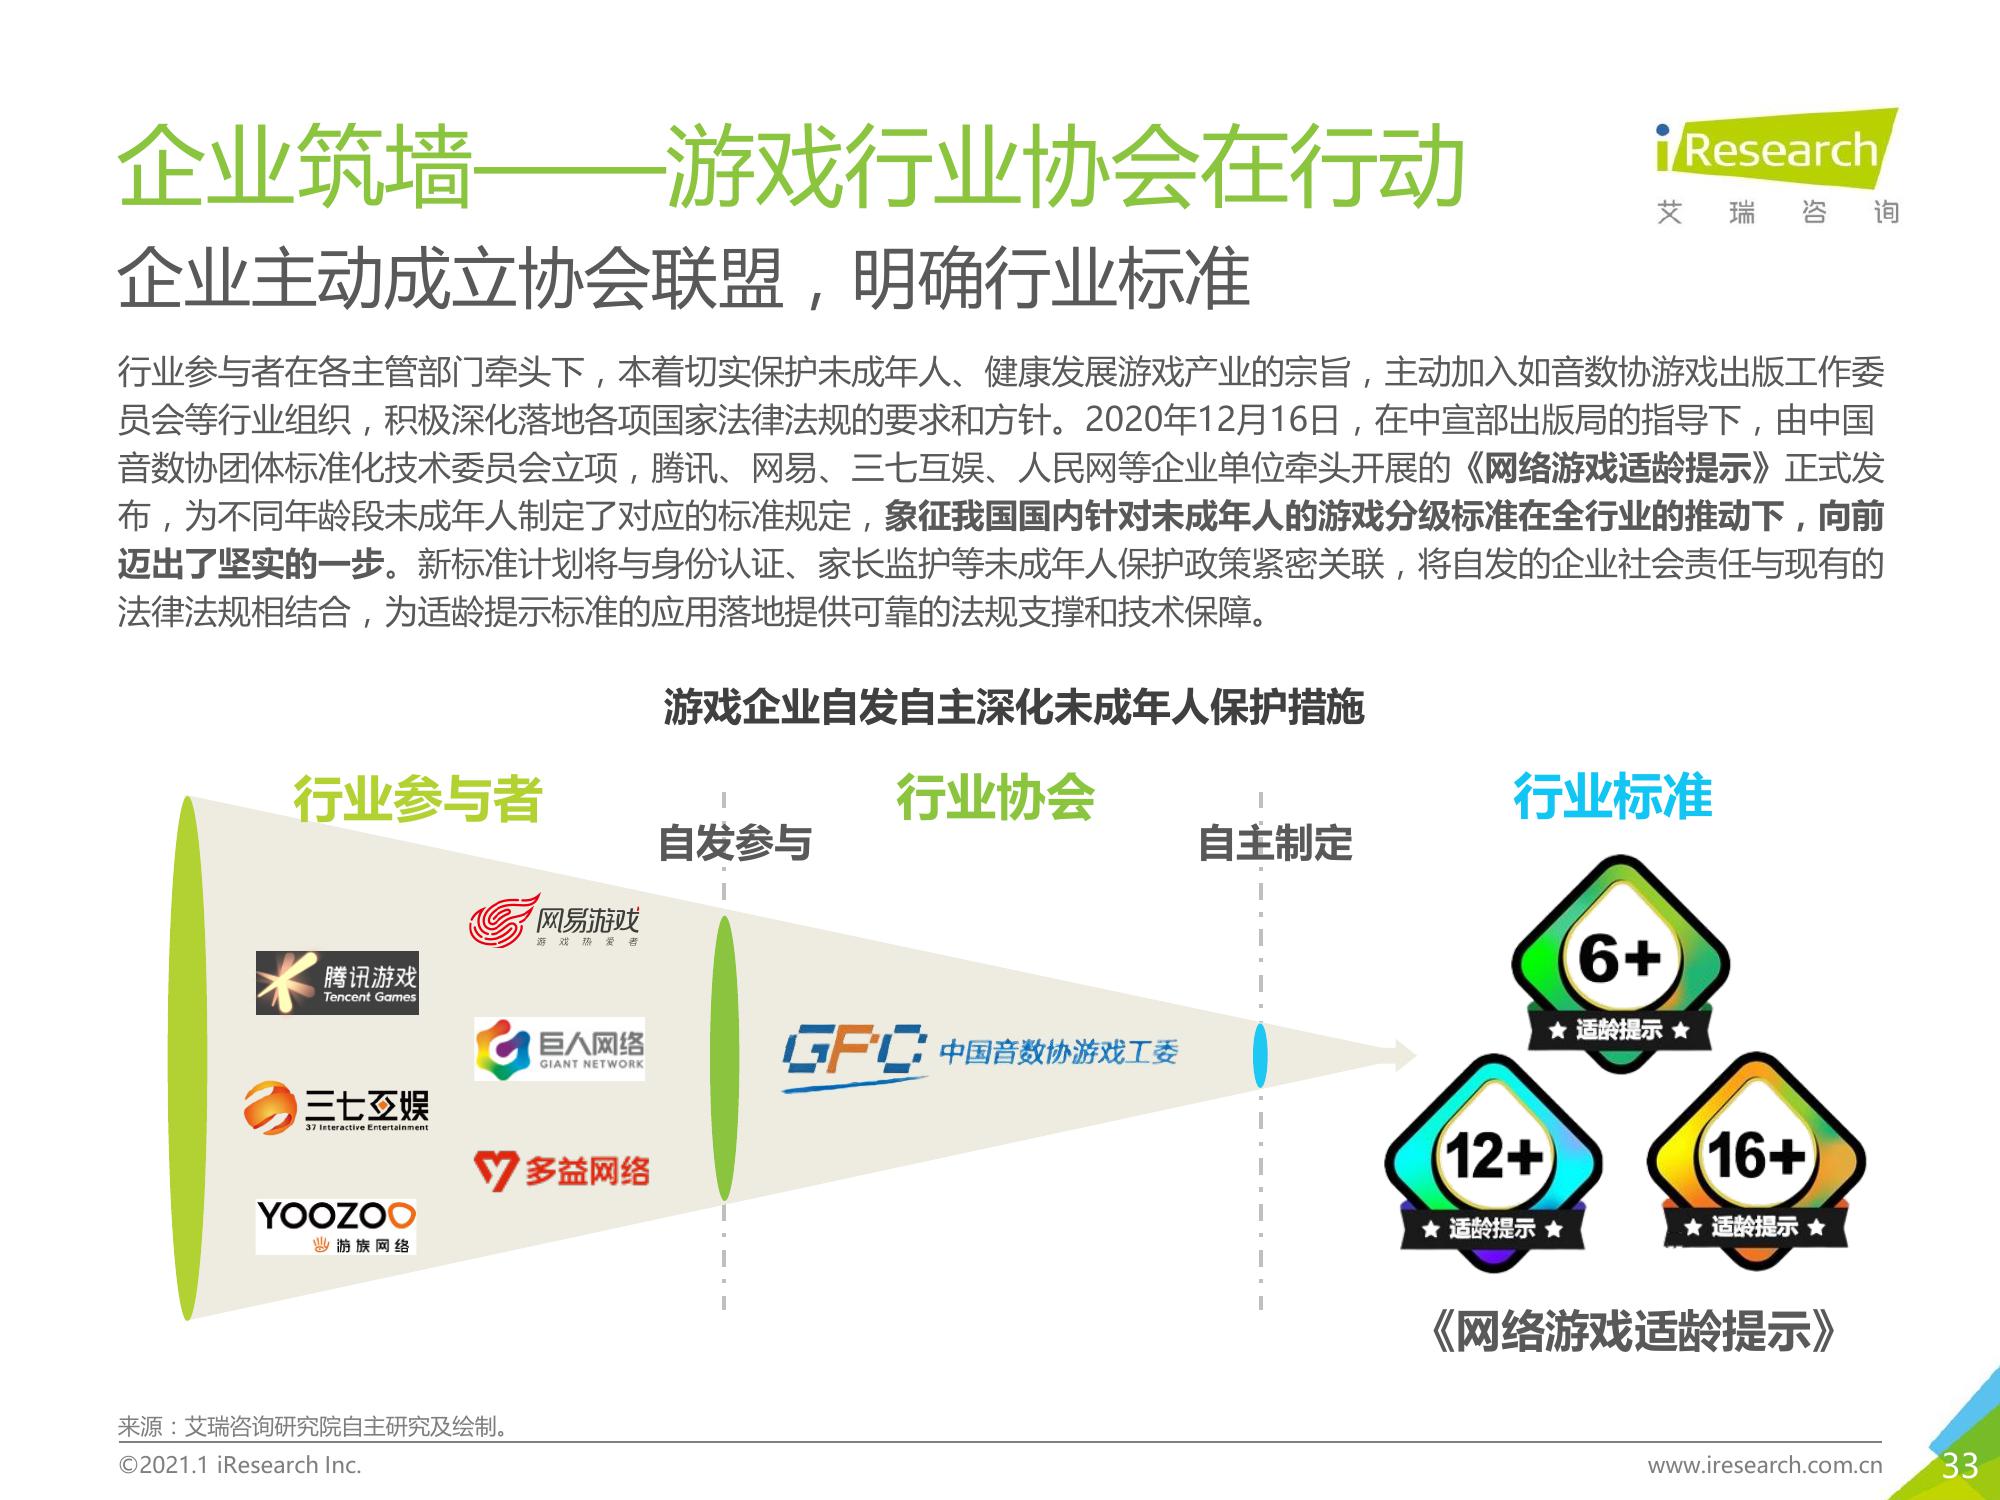 企业筑墙——游戏行业协会在行动
iResearch
艾瑞咨询
企业主动成立协会联盟，明确行业标准
行业参与者在各主管部门牵头下，本着切实保护未成年人、健康发展游戏产业的宗旨，主动加入如音数协游戏出版工作委
员会等行业组织，积极深化落地各项国家法律法规的要求和方针。2020年12月16日，在中宣部出版局的指导下，由中国
音数协团体标准化技术委员会立项，腾讯、网易、三七互娱、人民网等企业单位牵头开展的《网络游戏适龄提示》正式发
布，为不同年龄段未成年人制定了对应的标准规定，象征我国国内针对未成年人的游戏分级标准在全行业的推动下，向前
迈出了坚实的一步。新标准计划将与身份认证、家长监护等未成年人保护政策紧密关联，将自发的企业社会责任与现有的
法律法规相结合，为适龄提示标准的应用落地提供可靠的法规支撑和技术保障。
游戏企业自发自主深化未成年人保护措施
行业参与者
自发参与
行业协会
自主制定
行业标准
网易游戏
游戏热爱者
腾讯游戏
Tencent Games
巨人网络
GIANT NETWORK
三七互娱
37 Interactive Entertainment
多益网络
YOOZOO
游族网络
GFC 中国音数协游戏工委
6+
适龄提示
12+
适龄提示
16+
适龄提示
《网络游戏适龄提示》
来源：艾瑞咨询研究院自主研究及绘制。
©2021.1 iResearch Inc.
www.iresearch.com.cn
33